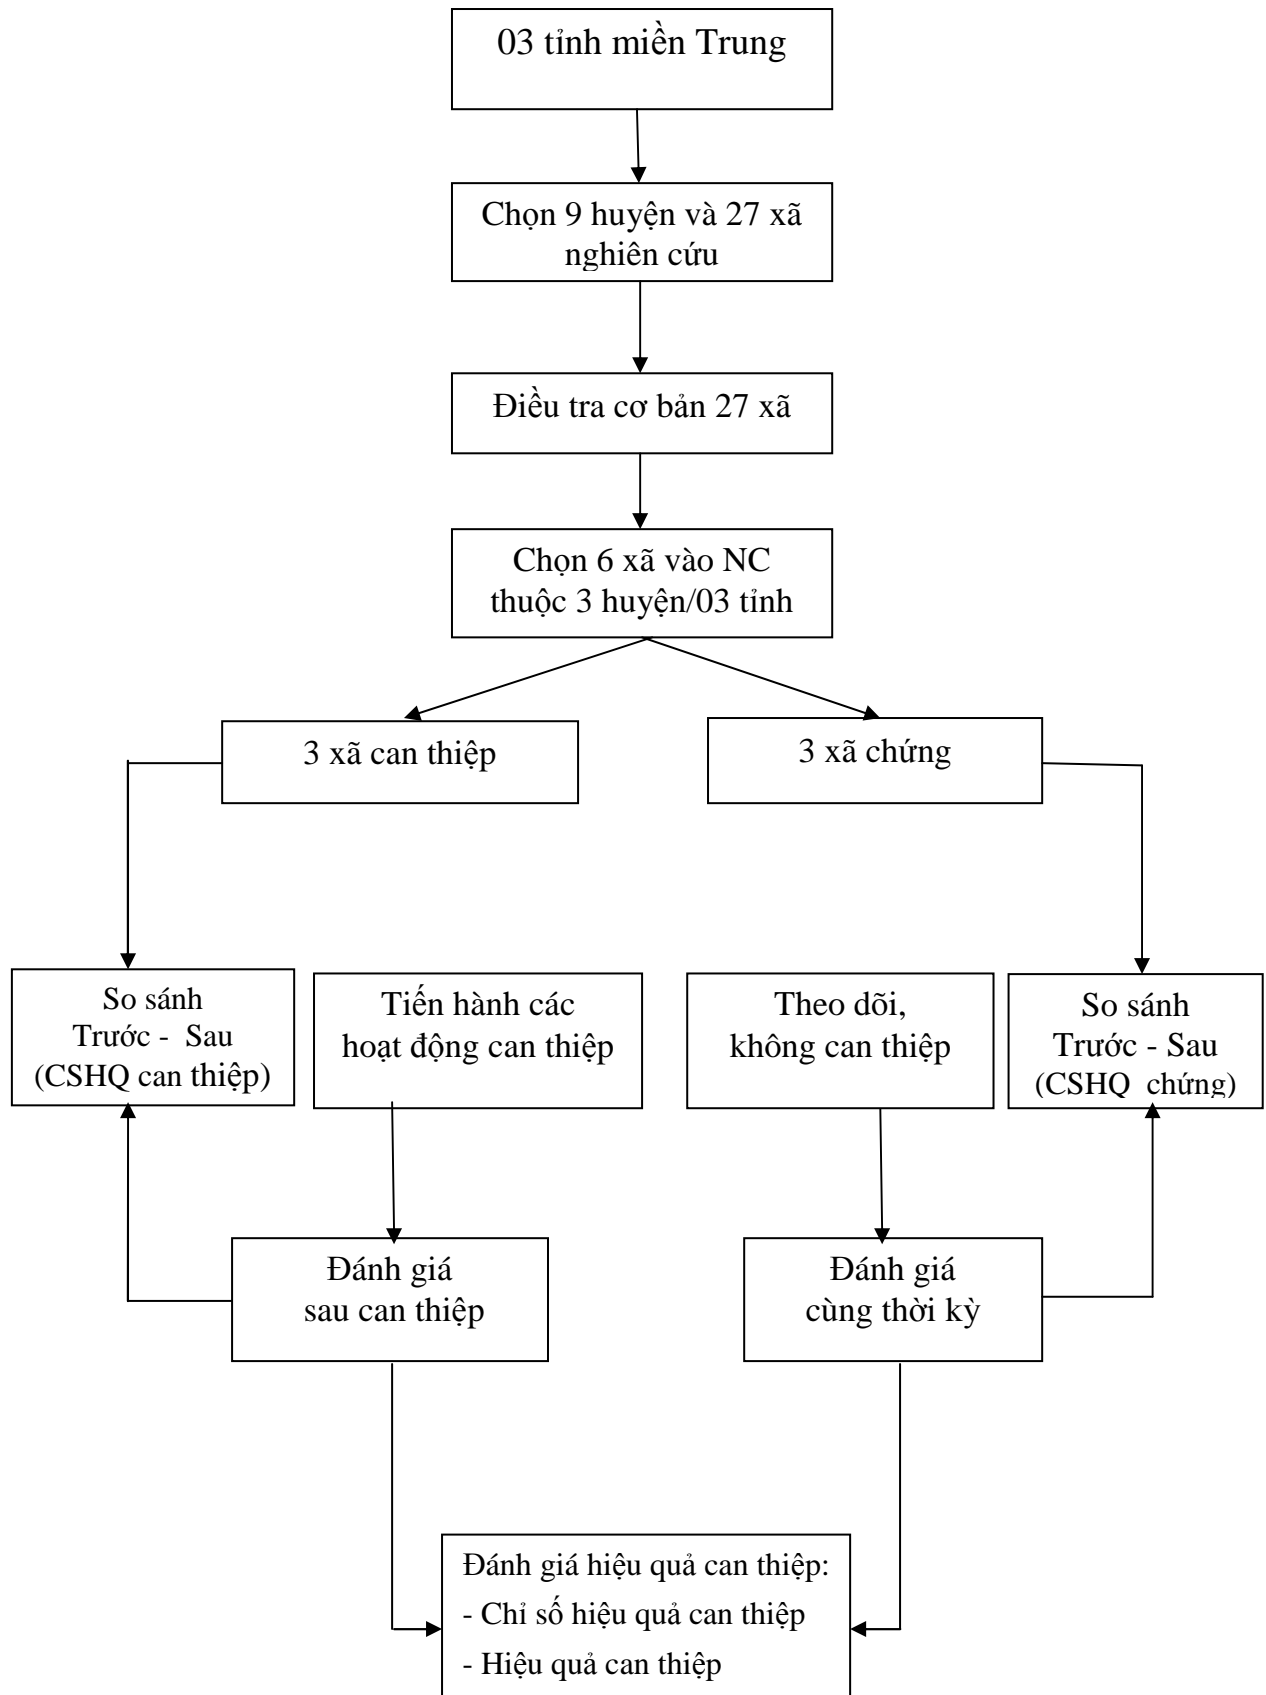 03 tỉnh miền Trung
Chọn 9 huyện và 27 xã
nghiên cứu
Điều tra cơ bản 27 xã
Chọn 6 xã vào NC
thuộc 3 huyện/03 tỉnh
3 xã can thiệp
3 xã chứng
So sánh
Trước - Sau
(CSHQ can thiệp)
Tiến hành các
hoạt động can thiệp
Theo dõi,
không can thiệp
So sánh
Trước - Sau
(CSHQ chứng)
Đánh giá
sau can thiệp
Đánh giá
cùng thời kỳ
Đánh giá hiệu quả can thiệp:
- Chỉ số hiệu quả can thiệp
- Hiệu quả can thiệp